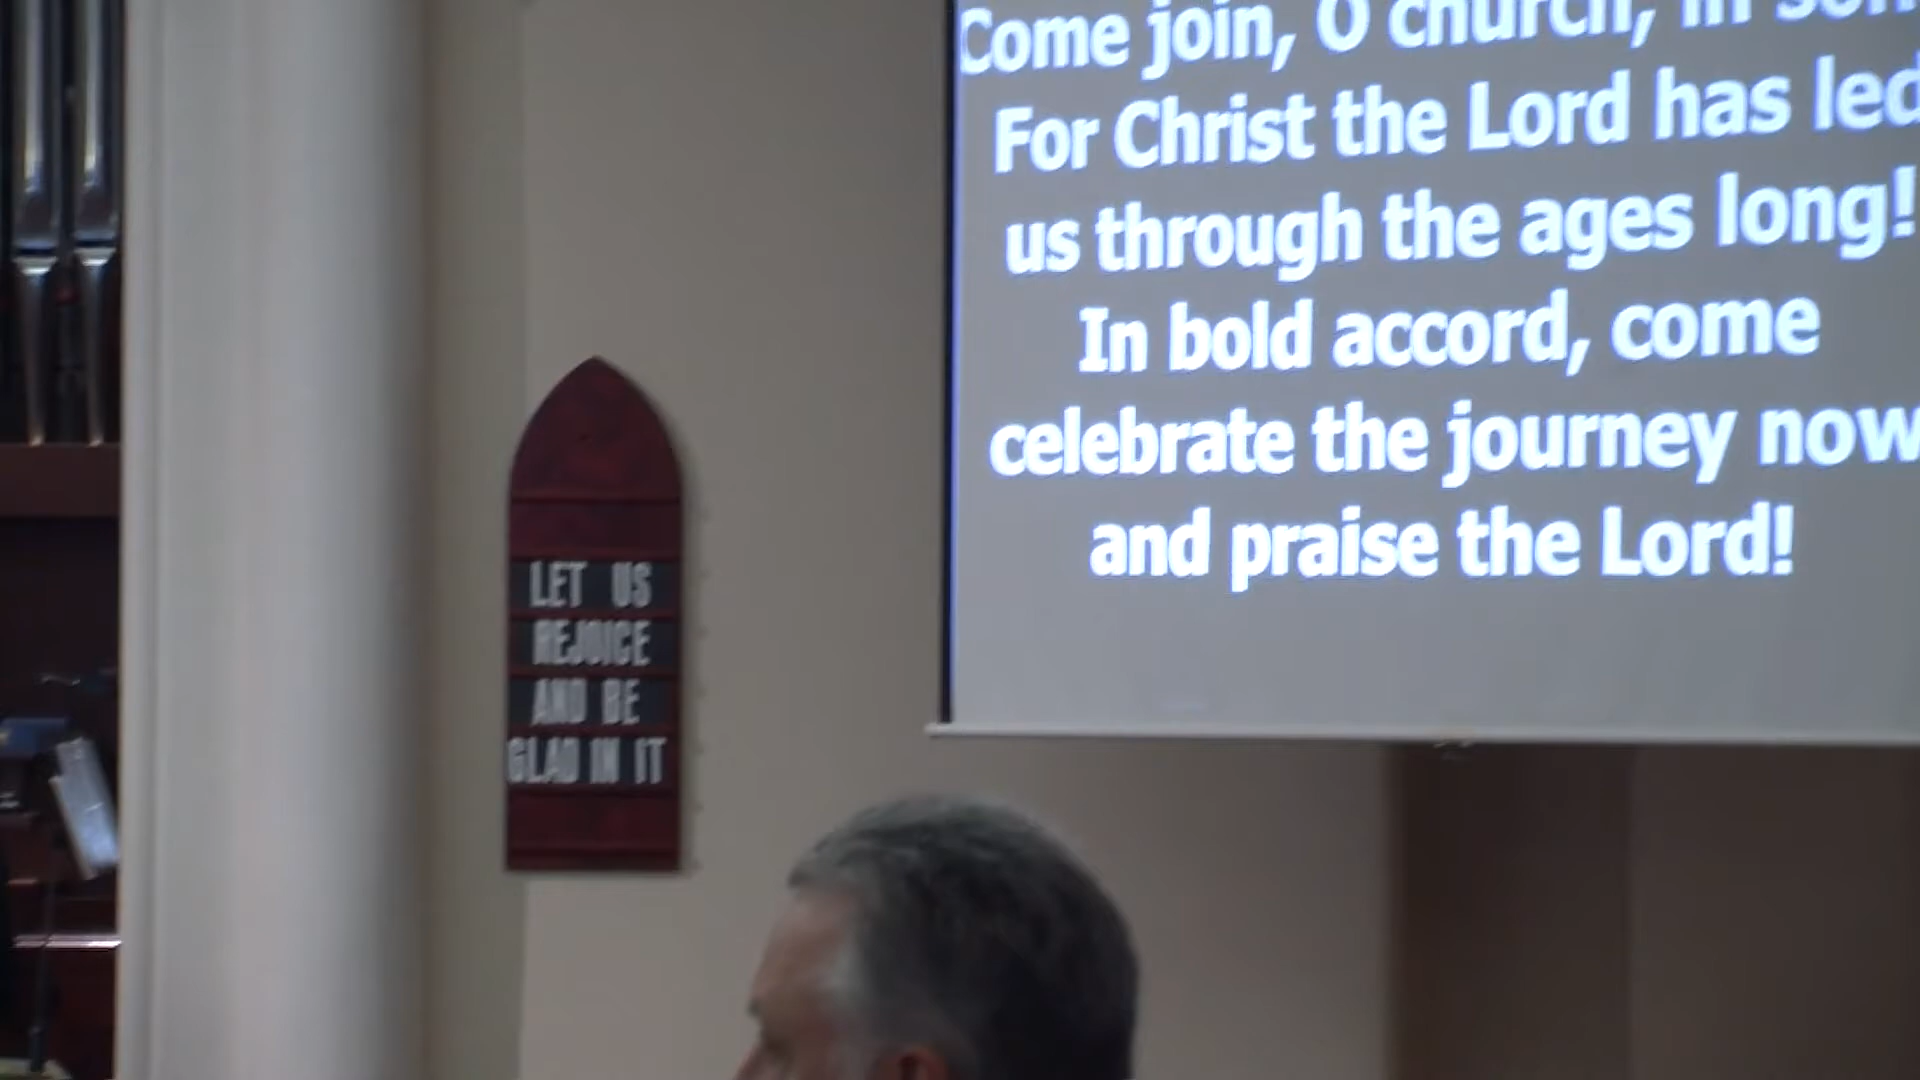 Come join, O church, in
For Christ the Lord has led
us through the ages long!
In bold accord, come
celebrate the journey now
and praise the Lord!
LET US
REJOICE
AND BE
GLAD IN IT